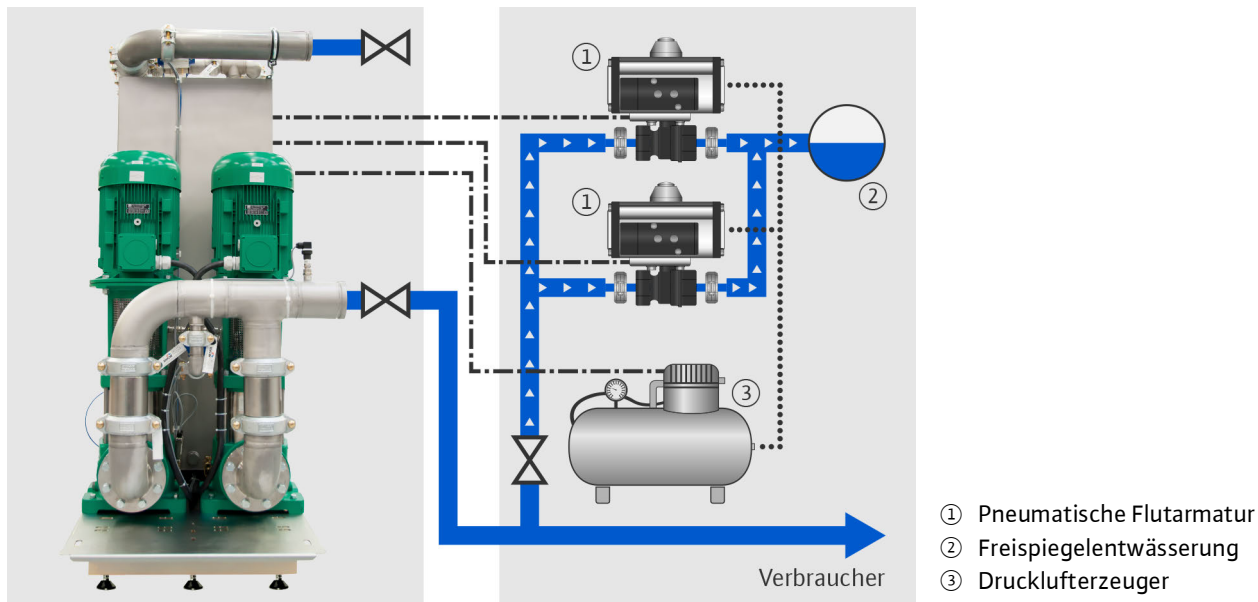 ①
②
①
③
Verbraucher
① Pneumatische Flutarmatur
② Freispiegelentwässerung
③ Drucklufterzeuger